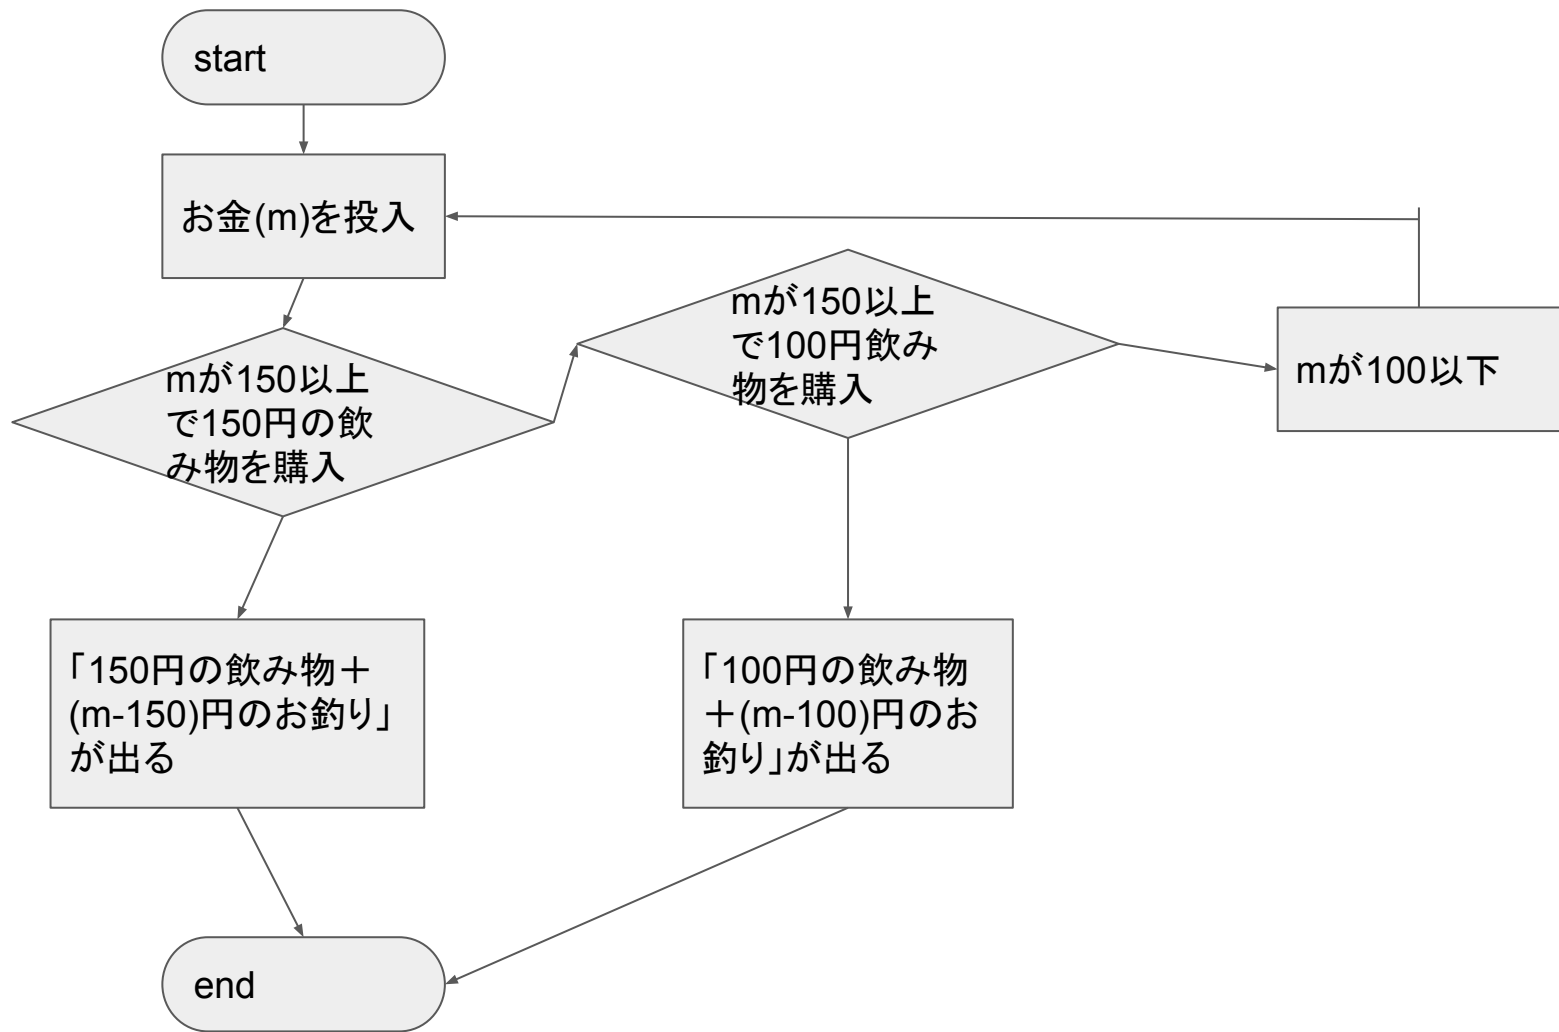 start
お金(m)を投入
mが150以上
で150円の飲
み物を購入
mが150以上
で100円飲み
物を購入
mが100以下
「150円の飲み物＋
(m-150)円のお釣り」
が出る
「100円の飲み物
＋(m-100)円のお
釣り」が出る
end